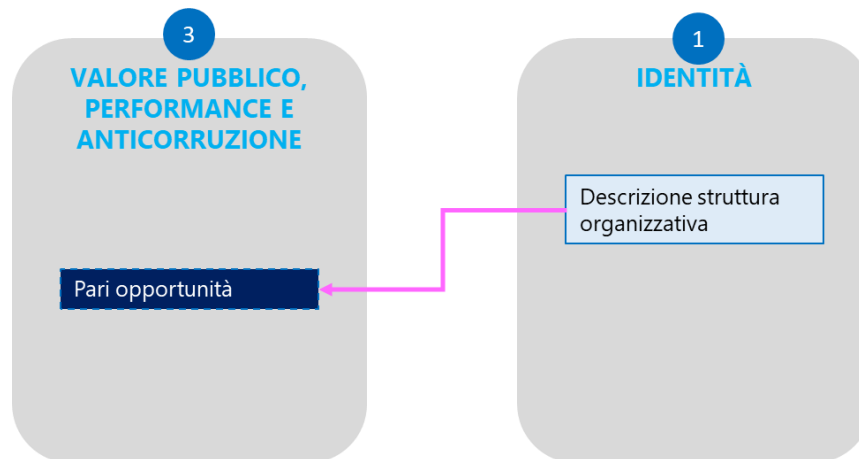 3
VALORE PUBBLICO,
PERFORMANCE E
ANTICORRUZIONE
Pari opportunità
1
IDENTITÀ
Descrizione struttura
organizzativa